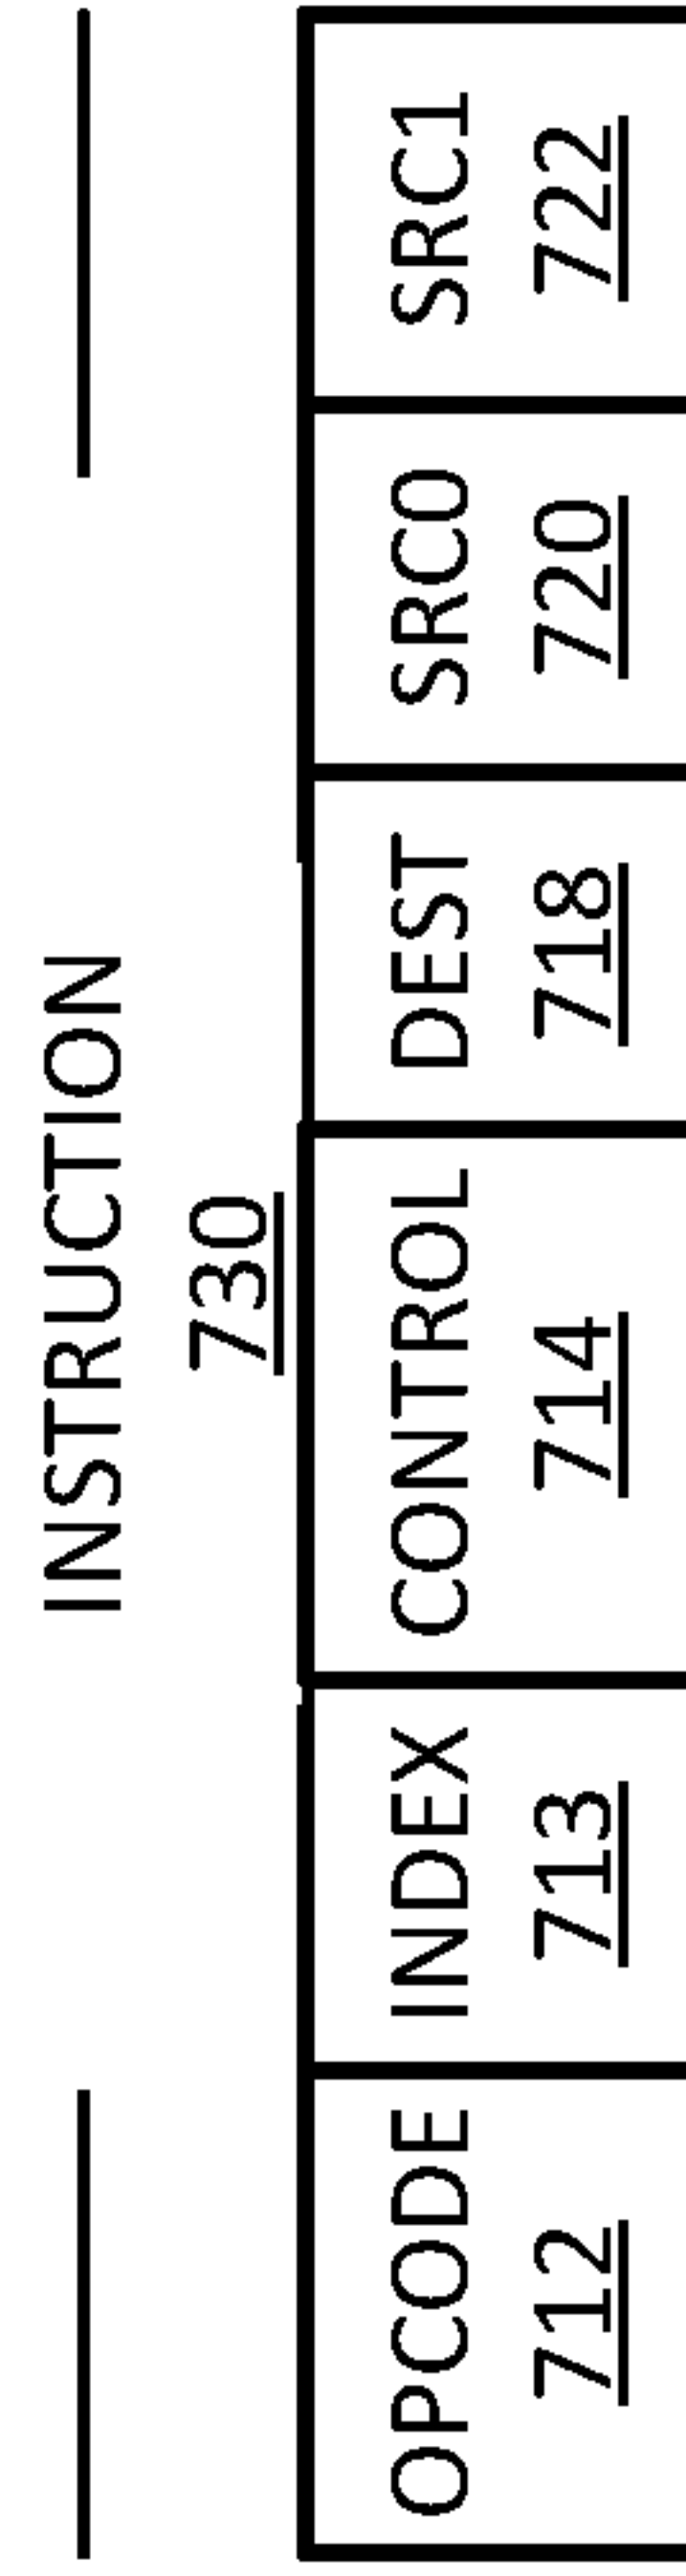 INSTRUCTION
730
OPCODE
712
INDEX
713
CONTROL
714
DEST
718
SRC0
720
SRC1
722